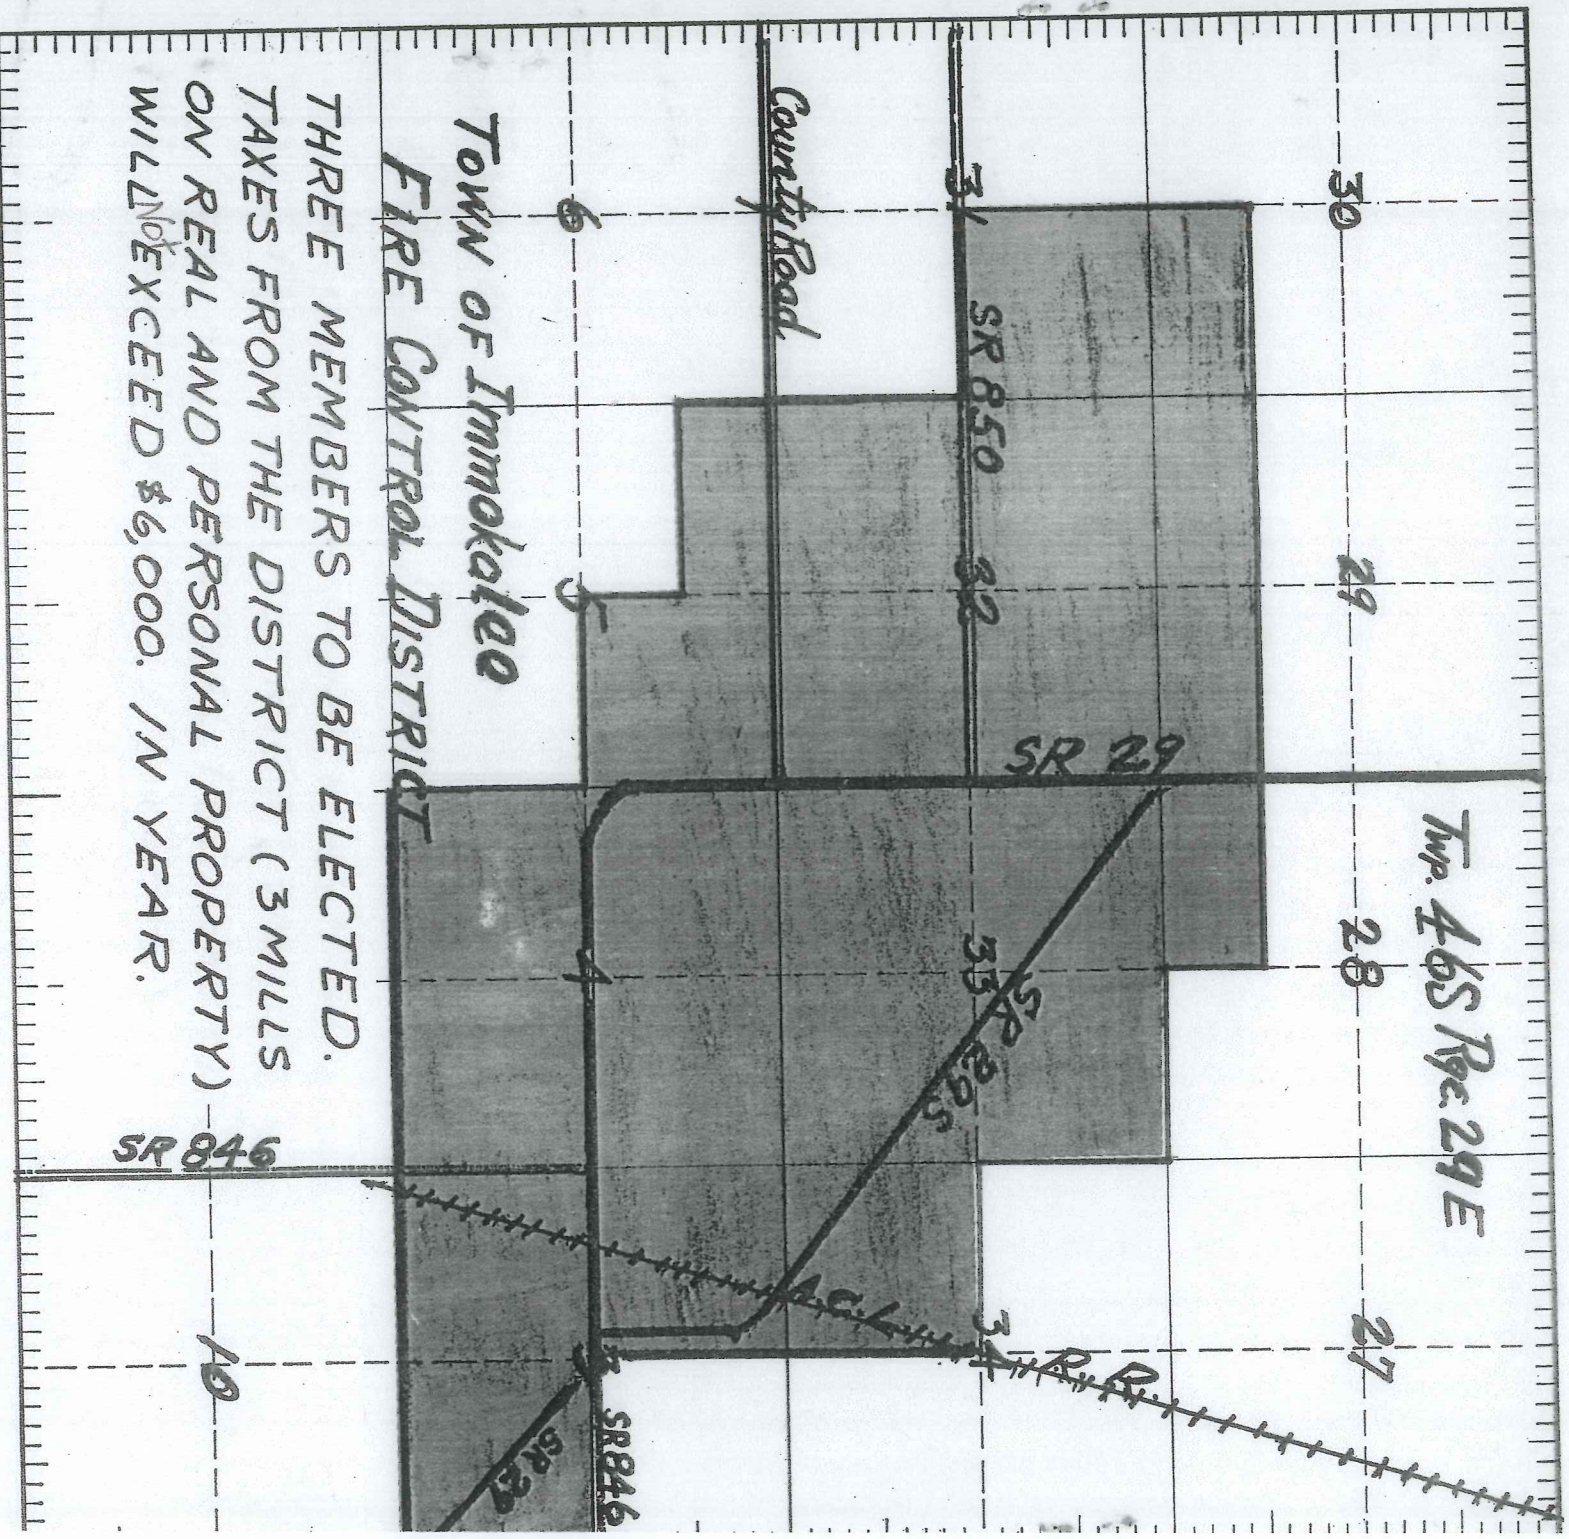 Twp. 46S Rge. 29E
30
29
28
27
SR 29
31
SR 850
32
33
34
SR 29S
A.C.L.
R.R.
County Road
6
5
4
3
SR 846
SR 29
Town of Immokalee
FIRE CONTROL DISTRICT
THREE MEMBERS TO BE ELECTED.
TAXES FROM THE DISTRICT (3 MILLS
ON REAL AND PERSONAL PROPERTY)
WILL Not EXCEED $6,000. IN YEAR.
SR 846
10